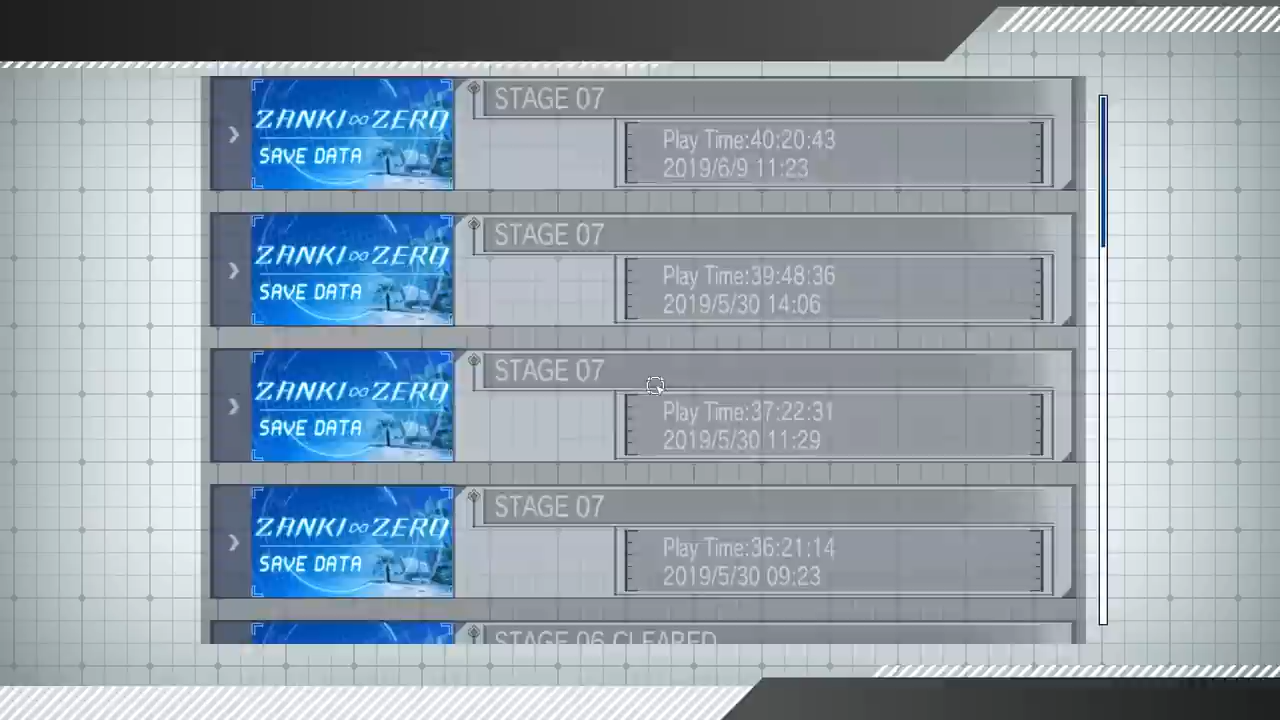 STAGE 07
ZANKI∞ZERO
SAVE DATA
Play Time:40:20:43
2019/6/9 11:23
STAGE 07
ZANKI∞ZERO
SAVE DATA
Play Time:39:48:36
2019/5/30 14:06
STAGE 07
ZANKI∞ZERO
SAVE DATA
Play Time:37:22:31
2019/5/30 11:29
STAGE 07
ZANKI∞ZERO
SAVE DATA
Play Time:36:21:14
2019/5/30 09:23
STAGE 06 CLEARED